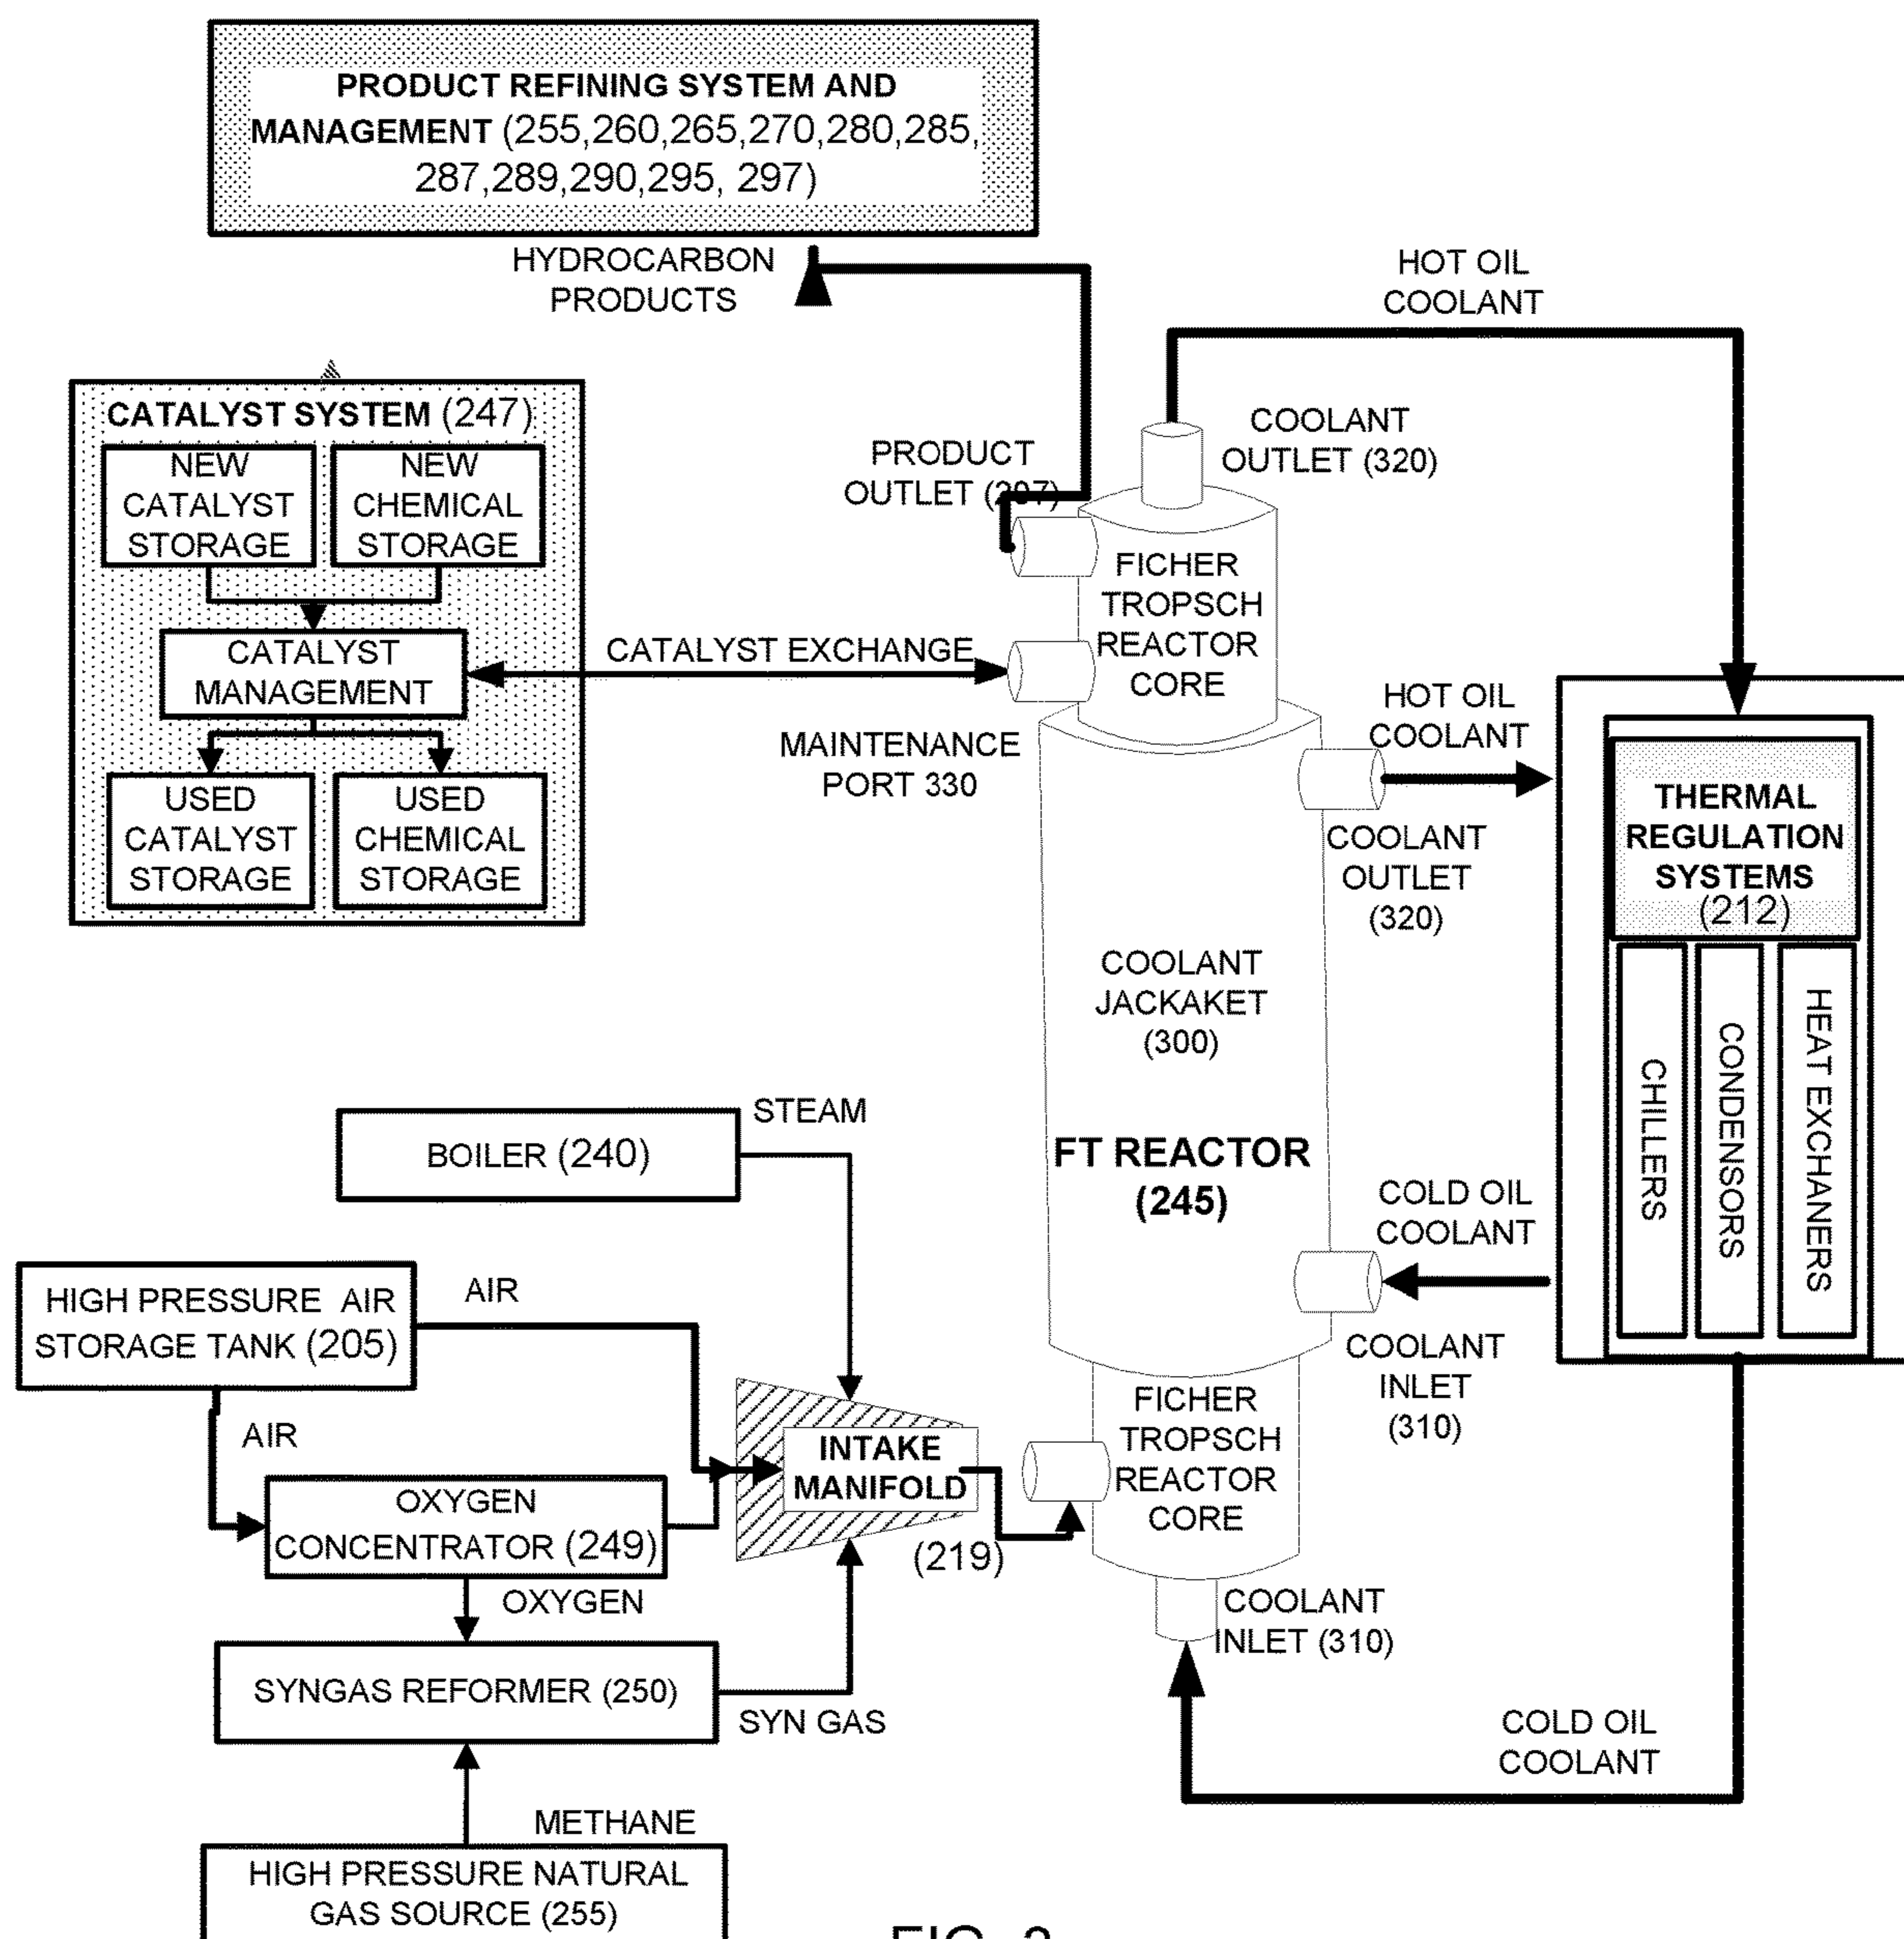 PRODUCT REFINING SYSTEM AND
MANAGEMENT (255,260,265,270,280,285,
287,289,290,295, 297)
HYDROCARBON
PRODUCTS
HOT OIL
COOLANT
CATALYST SYSTEM (247)
NEW
CATALYST
STORAGE
NEW
CHEMICAL
STORAGE
CATALYST
MANAGEMENT
USED
CATALYST
STORAGE
USED
CHEMICAL
STORAGE
CATALYST EXCHANGE
PRODUCT
OUTLET
COOLANT
OUTLET (320)
FICHER
TROPSCH
REACTOR
CORE
MAINTENANCE
PORT 330
HOT OIL
COOLANT
COOLANT
OUTLET
(320)
THERMAL
REGULATION
SYSTEMS
(212)
CHILLERS
CONDENSORS
HEAT EXCHANERS
COOLANT
JACKAKET
(300)
FT REACTOR
(245)
COLD OIL
COOLANT
COOLANT
INLET
(310)
BOILER (240)
STEAM
HIGH PRESSURE AIR
STORAGE TANK (205)
AIR
AIR
OXYGEN
CONCENTRATOR (249)
OXYGEN
INTAKE
MANIFOLD
(219)
FICHER
TROPSCH
REACTOR
CORE
COOLANT
INLET (310)
SYNGAS REFORMER (250)
SYN GAS
COLD OIL
COOLANT
METHANE
HIGH PRESSURE NATURAL
GAS SOURCE (255)